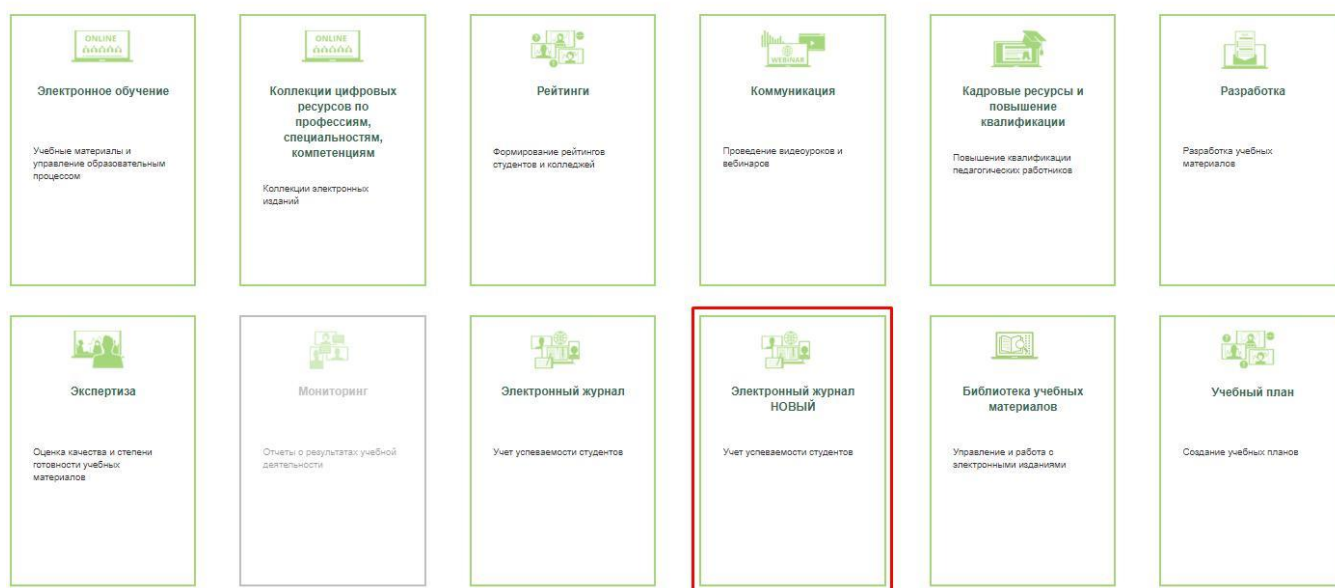 ONLINE
Электронное обучение
Учебные материалы и
управление образовательным
процессом
ONLINE
Коллекции цифровых
ресурсов по
профессиям,
специальностям,
компетенциям
Коллекции электронных
изданий
Рейтинги
Формирование рейтингов
студентов и колледжей
WEBINAR
Коммуникация
Проведение видеоуроков и
вебинаров
Кадровые ресурсы и
повышение
квалификации
Повышение квалификации
педагогических работников
Разработка
Разработка учебных
материалов
Экспертиза
Оценка качества и степени
готовности учебных
материалов
Мониторинг
Отчеты о результатах учебной
деятельности
Электронный журнал
Учет успеваемости студентов
Электронный журнал
НОВЫЙ
Учет успеваемости студентов
Библиотека учебных
материалов
Управление и работа с
электронными изданиями
Учебный план
Создание учебных планов